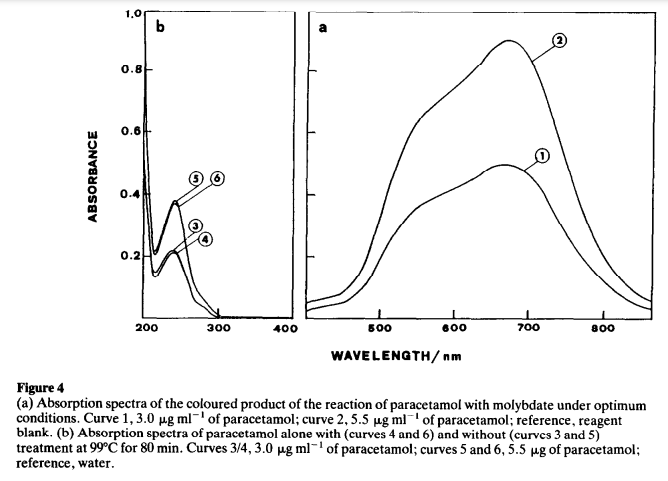 1.0
b
a
2
0.8
0.6
1
ABSORBANCE
5 6
0.4
3
4
0.2
200 300 400 500 600 700 800
WAVELENGTH/nm
Figure 4
(a) Absorption spectra of the coloured product of the reaction of paracetamol with molybdate under optimum
conditions. Curve 1, 3.0 μg ml⁻¹ of paracetamol; curve 2, 5.5 μg ml⁻¹ of paracetamol; reference, reagent
blank. (b) Absorption spectra of paracetamol alone with (curves 4 and 6) and without (curves 3 and 5)
treatment at 99°C for 80 min. Curves 3/4, 3.0 μg ml⁻¹ of paracetamol; curves 5 and 6, 5.5 μg of paracetamol;
reference, water.